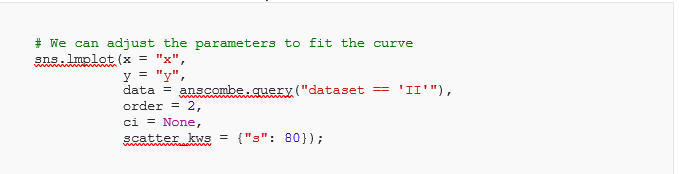 # We can adjust the parameters to fit the curve
sns.lmplot(x = "x",
y = "y",
data = anscombe.query("dataset == 'II'"),
order = 2,
ci = None,
scatter_kws = {"s": 80});